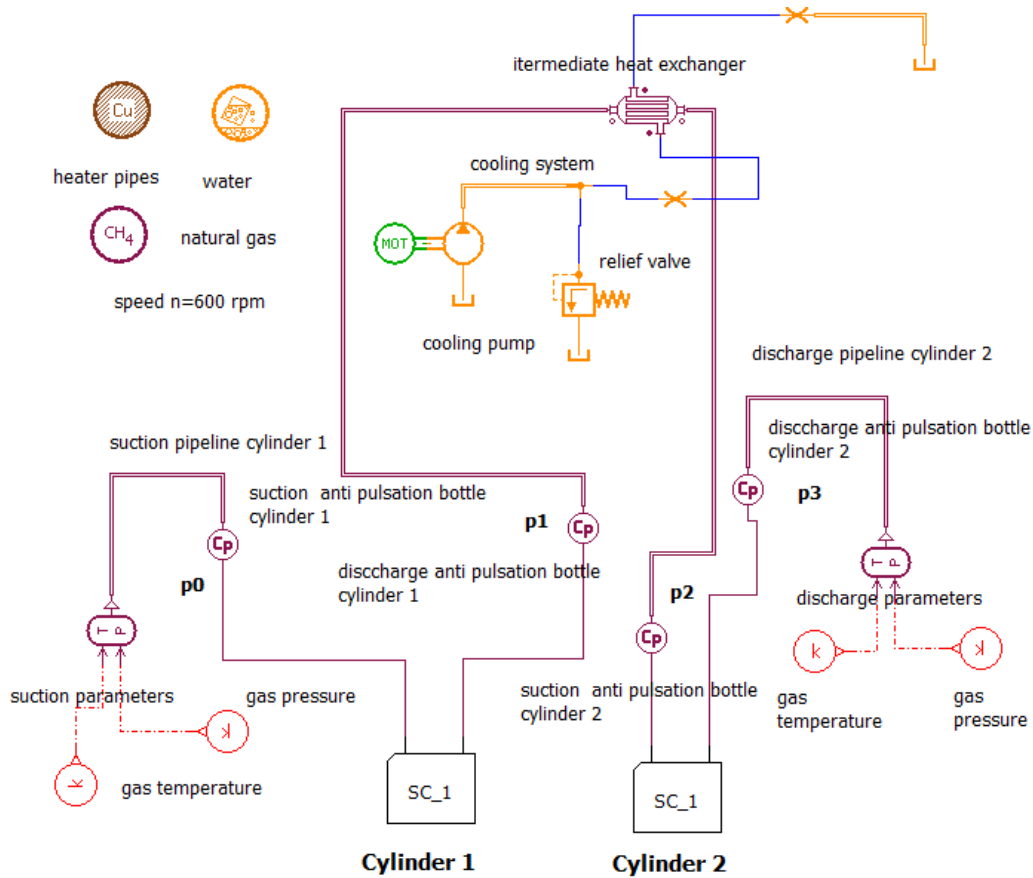 itermediate heat exchanger
Cu
heater pipes
water
cooling system
CH4
natural gas
MOT
relief valve
speed n=600 rpm
cooling pump
discharge pipeline cylinder 2
suction pipeline cylinder 1
disccharge anti pulsation bottle
cylinder 2
suction anti pulsation bottle
cylinder 1
Cp
p3
p1
Cp
Cp
p0
disccharge anti pulsation bottle
cylinder 1
T P
p2
discharge parameters
T P
Cp
k
k
suction parameters
gas pressure
suction anti pulsation bottle
cylinder 2
gas
temperature
gas
pressure
k
k
gas temperature
SC_1
SC_1
Cylinder 1
Cylinder 2